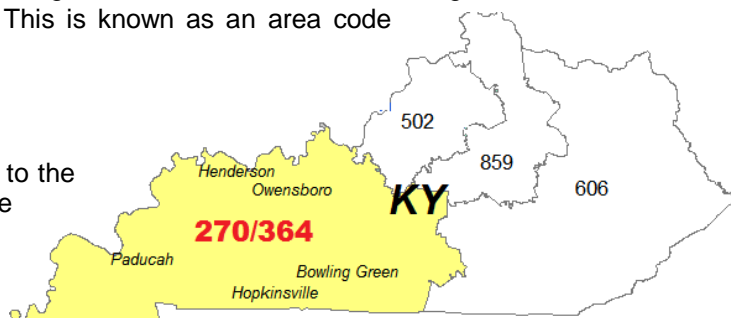 This is known as an area code
to the
502
859
606
Henderson
Owensboro
KY
270/364
Paducah
Bowling Green
Hopkinsville